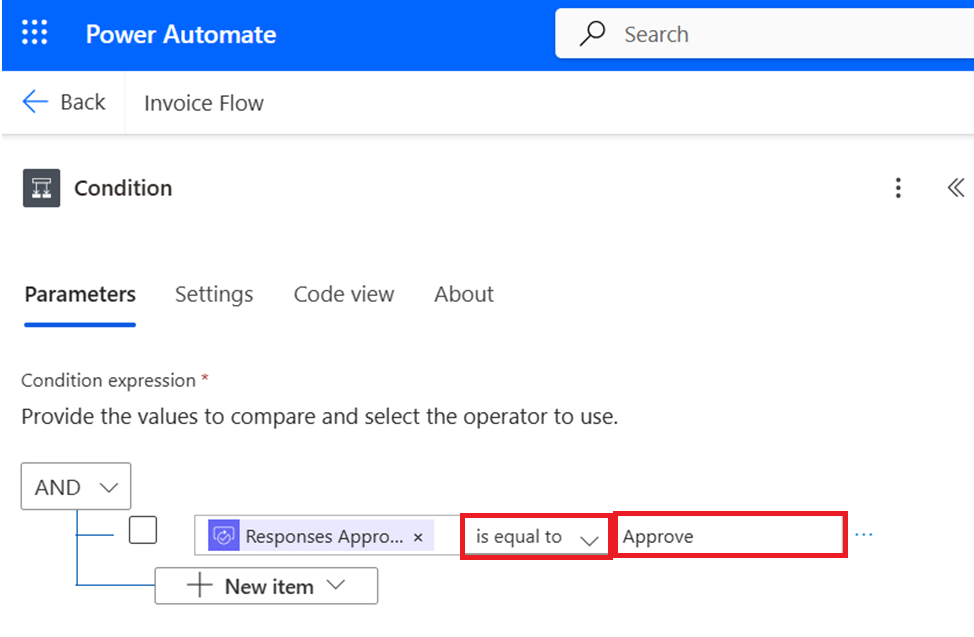 Power Automate
Search
Back
Invoice Flow
Condition
Parameters Settings Code view About
Condition expression *
Provide the values to compare and select the operator to use.
AND
Responses Appro... × is equal to Approve ...
New item